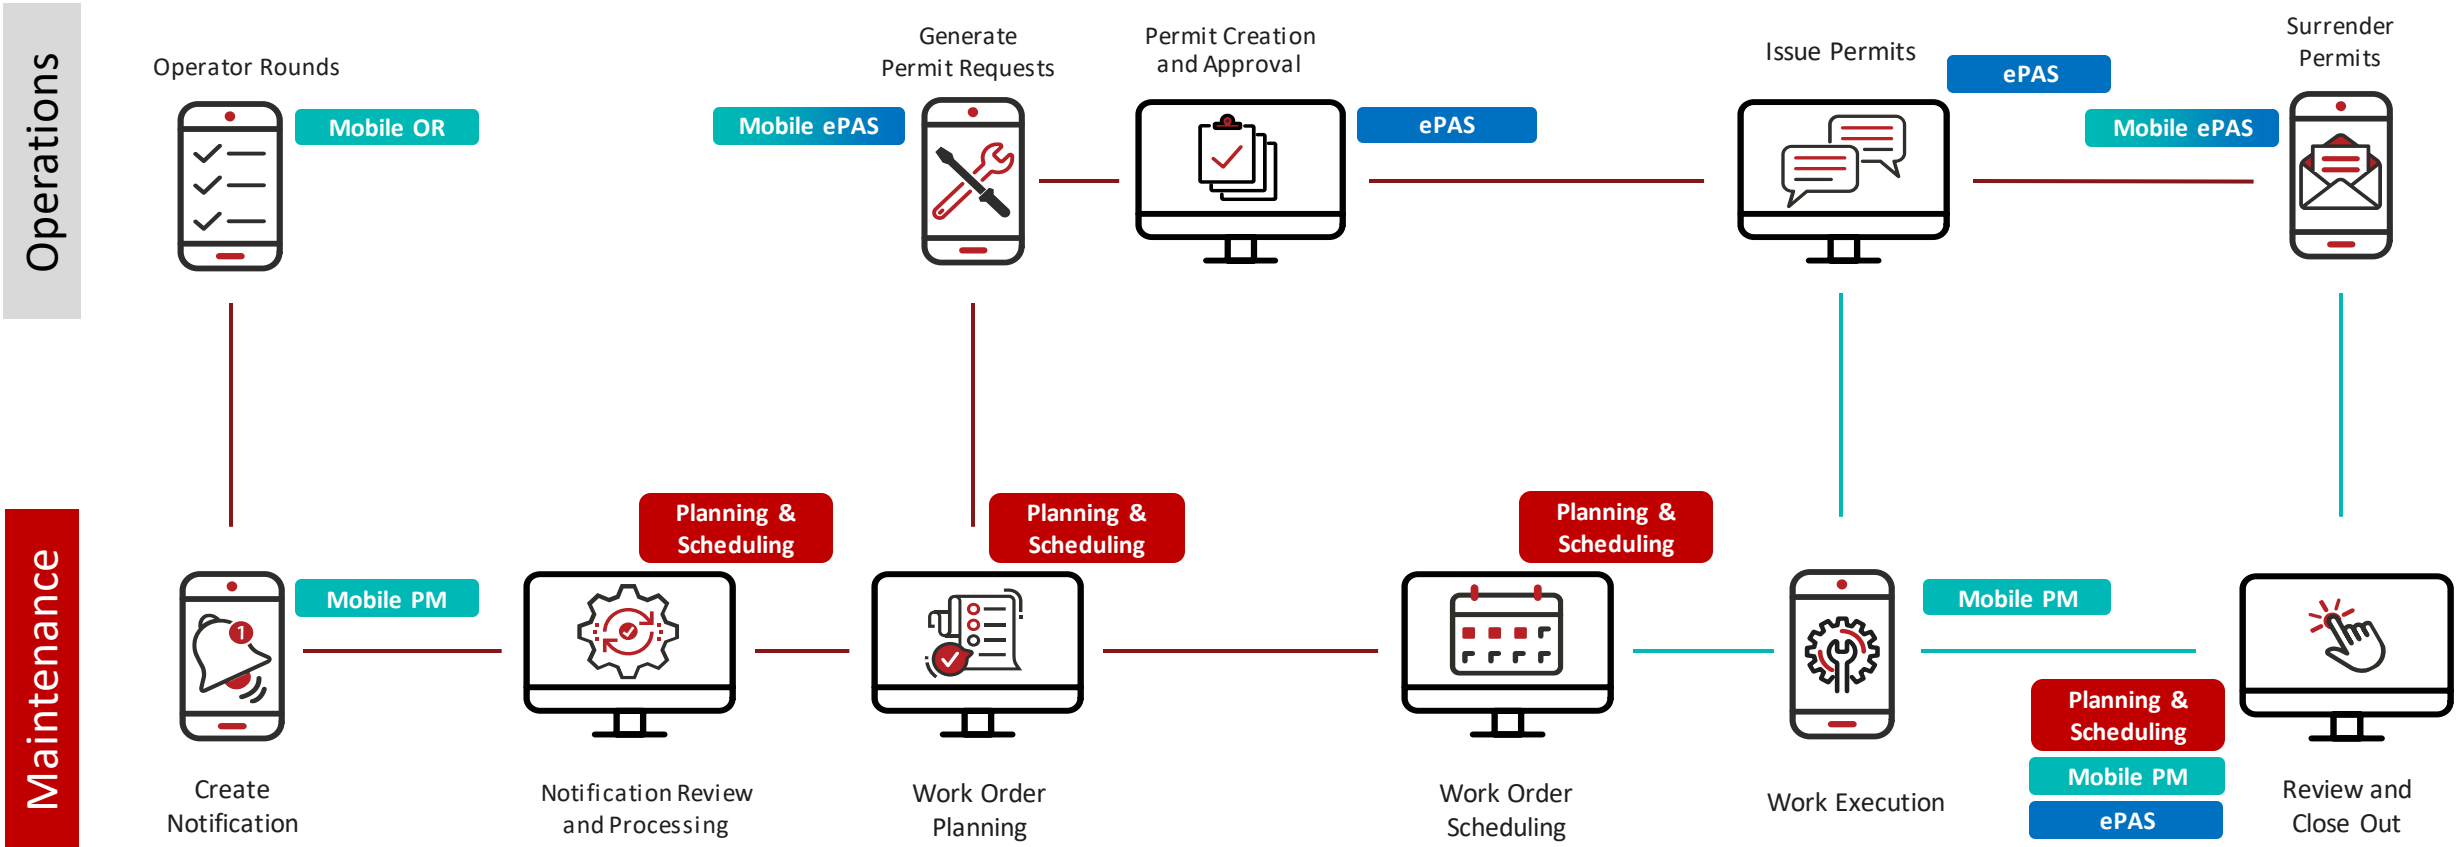 Operations
Operator Rounds
Mobile OR
Generate
Permit Requests
Mobile ePAS
Permit Creation
and Approval
ePAS
Issue Permits
ePAS
Surrender
Permits
Mobile ePAS
Maintenance
1
Mobile PM
Create
Notification
Planning &
Scheduling
Notification Review
and Processing
Planning &
Scheduling
Work Order
Planning
Planning &
Scheduling
Work Order
Scheduling
Mobile PM
Work Execution
Planning &
Scheduling
Mobile PM
ePAS
Review and
Close Out